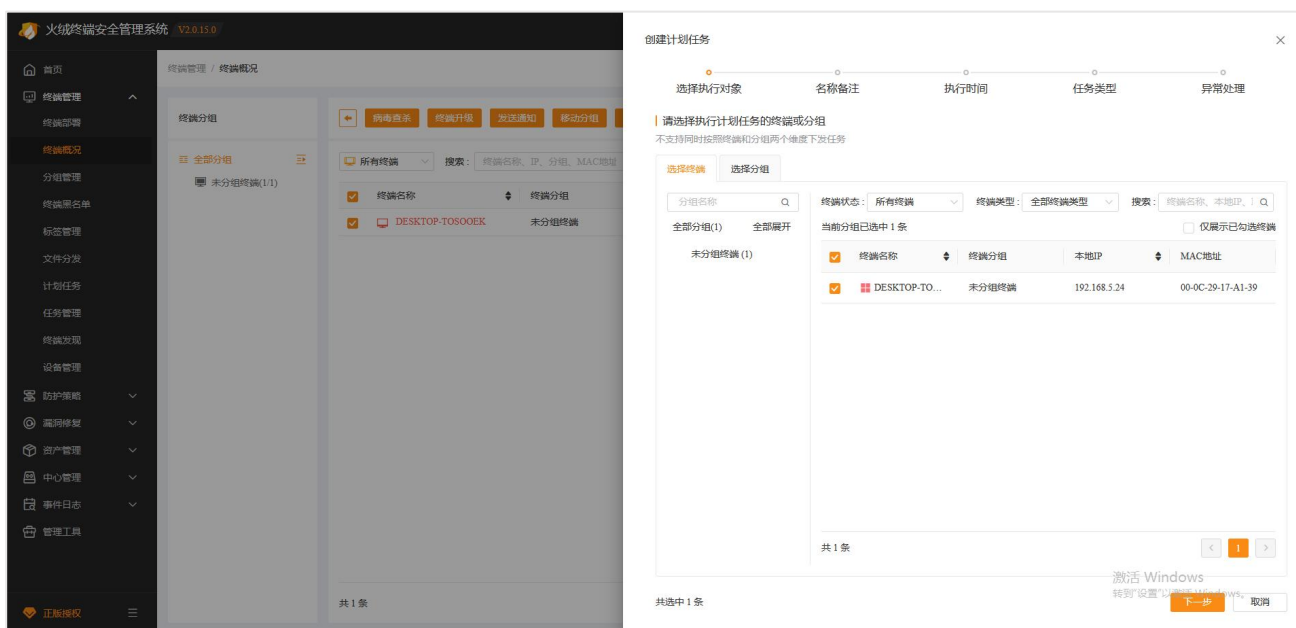 火绒终端安全管理系统 V2.0.15.0
首页
终端管理
终端部署
终端概况
分组管理
终端黑名单
标签管理
文件分发
计划任务
任务管理
终端发现
设备管理
防护策略
漏洞修复
资产管理
中心管理
事件日志
管理工具
正版授权
终端管理 / 终端概况
终端分组
全部分组
未分组终端(1/1)
病毒查杀 终端升级 发送通知 移动分组
所有终端 搜索: 终端名称、IP、分组、MAC地址
终端名称 终端分组
DESKTOP-TOSOOEK 未分组终端
共 1 条
创建计划任务
选择执行对象 名称备注 执行时间 任务类型 异常处理
请选择执行计划任务的终端或分组
不支持同时按照终端和分组两个维度下发任务
选择终端 选择分组
分组名称
全部分组(1) 全部展开
未分组终端 (1)
终端状态: 所有终端 终端类型: 全部终端类型 搜索: 终端名称、本地IP、
当前分组已选中 1 条 仅展示已勾选终端
终端名称 终端分组 本地IP MAC地址
DESKTOP-TO... 未分组终端 192.168.5.24 00-0C-29-17-A1-39
共 1 条 1
激活 Windows
转到"设置"以激活 Windows。
共选中 1 条 下一步 取消